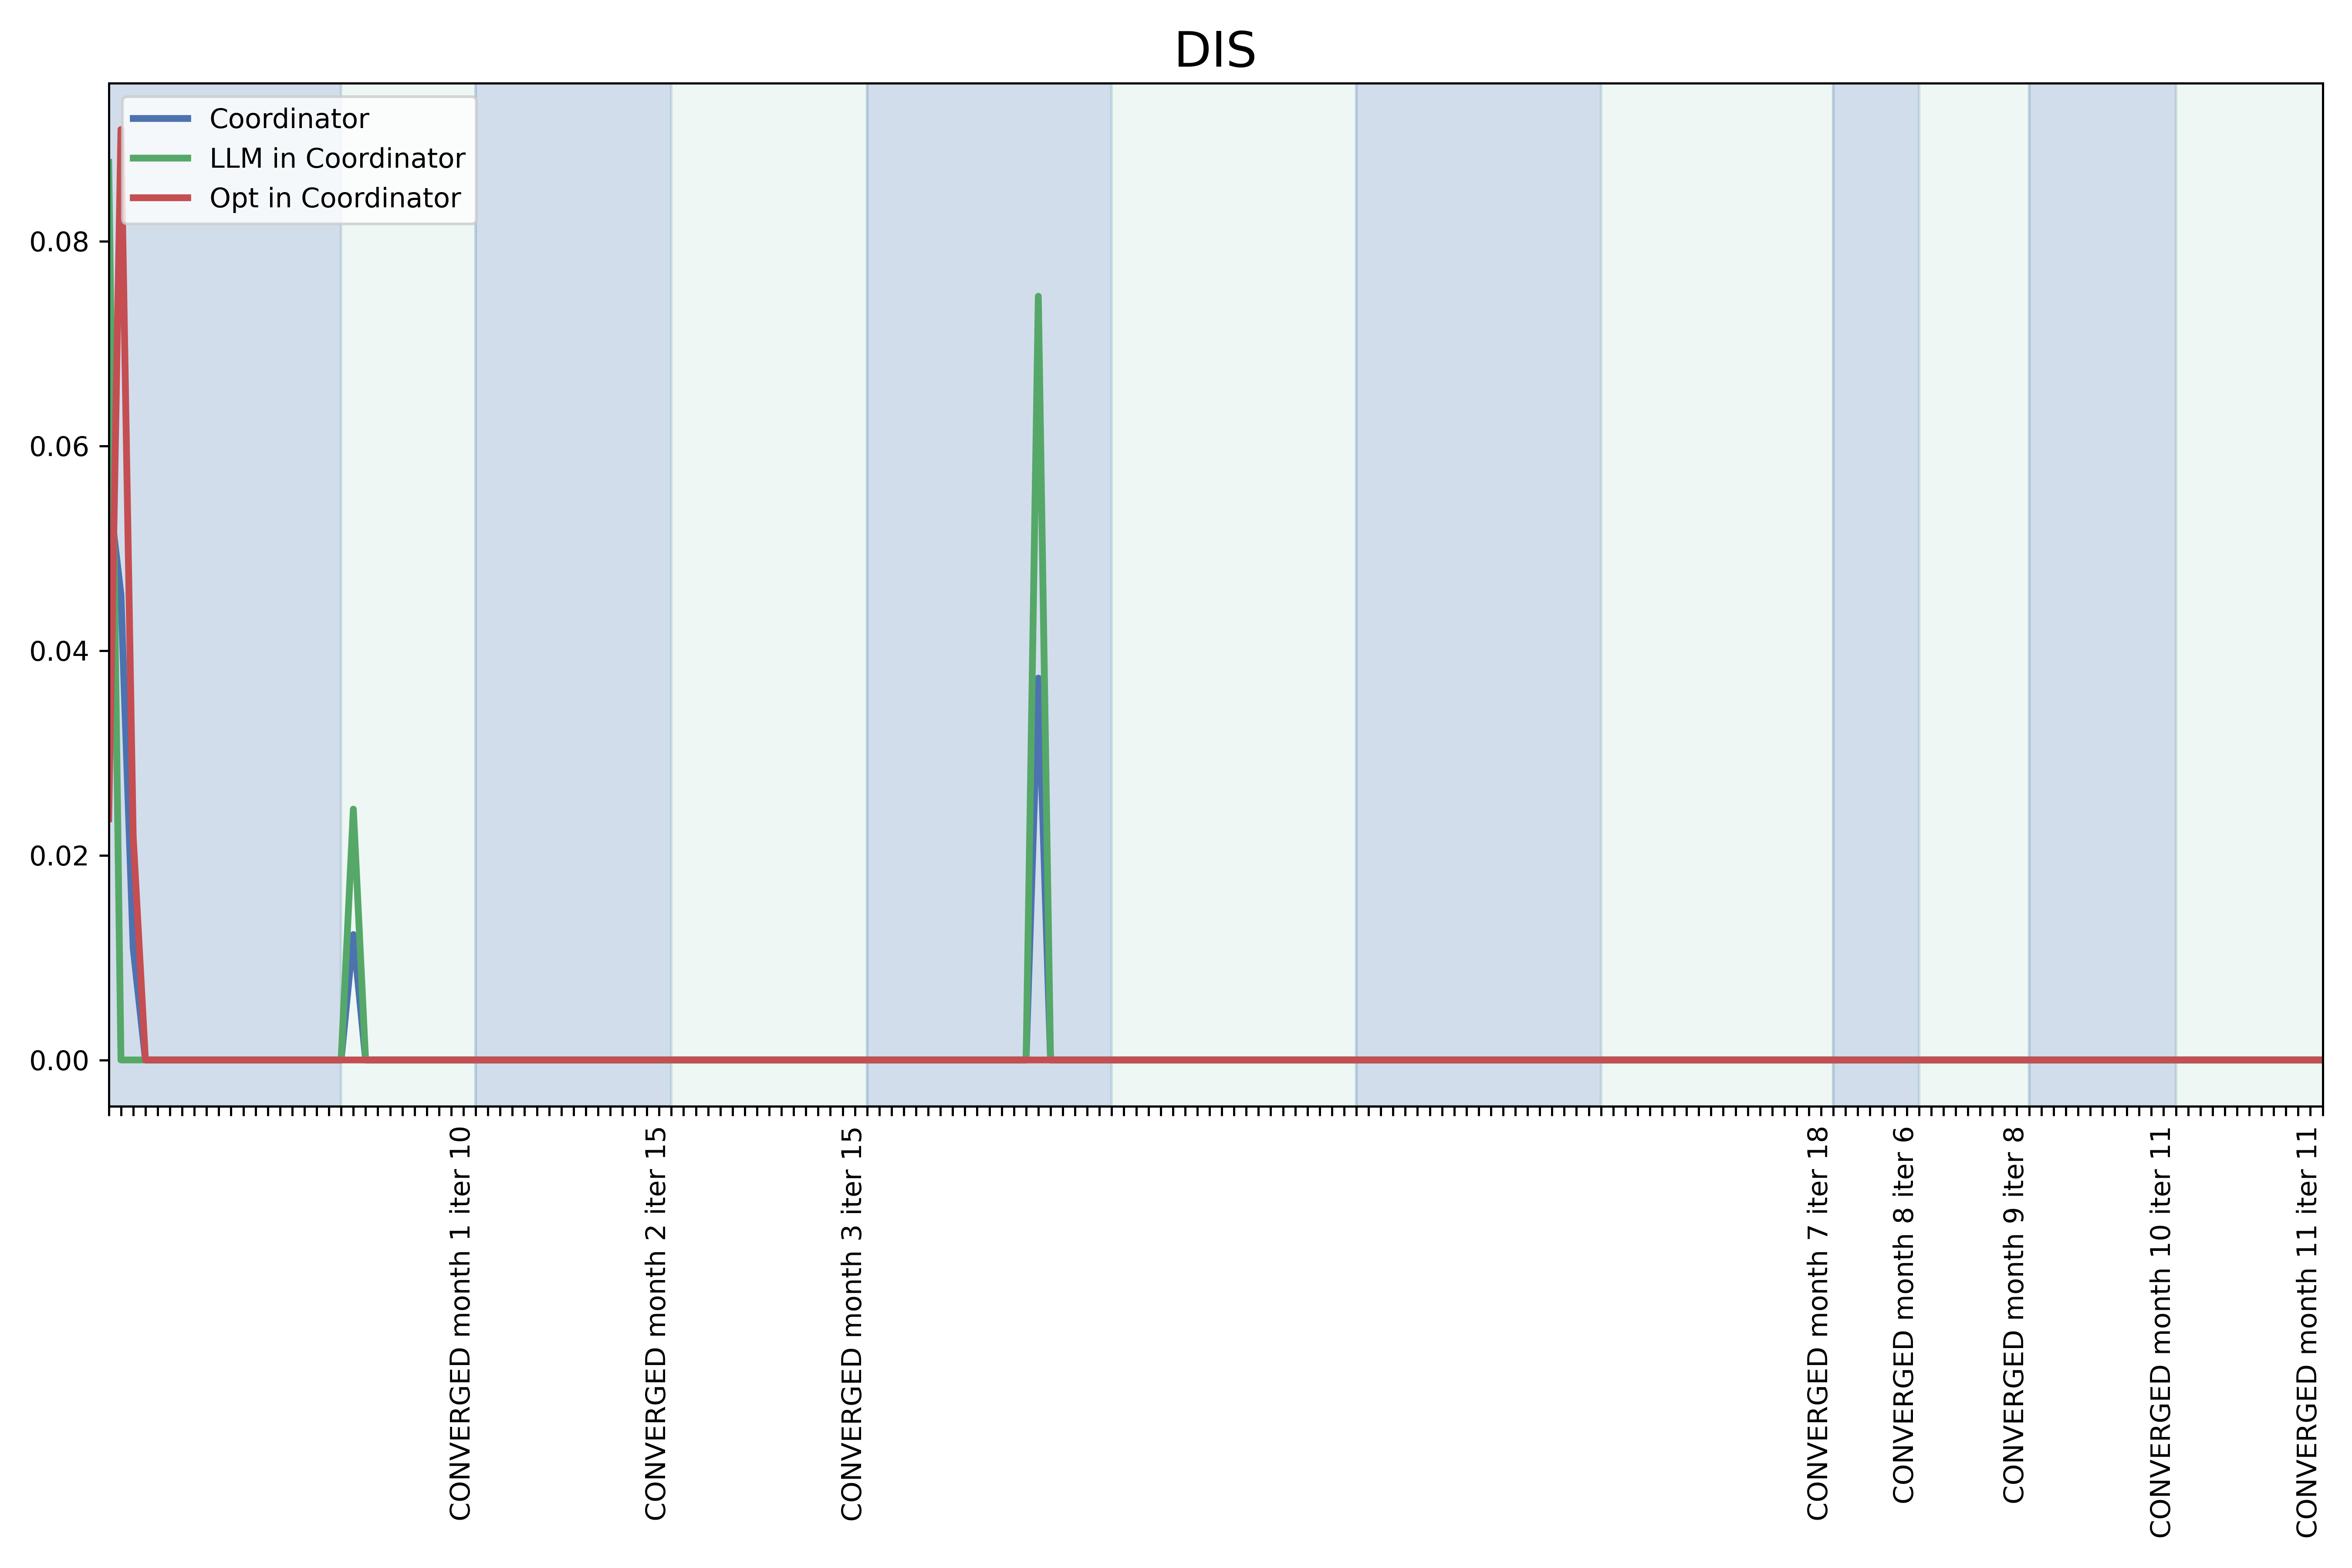 DIS
Coordinator
LLM in Coordinator
Opt in Coordinator
0.08
0.06
0.04
0.02
0.00
CONVERGED month 1 iter 10
CONVERGED month 2 iter 15
CONVERGED month 3 iter 15
CONVERGED month 7 iter 18
CONVERGED month 8 iter 6
CONVERGED month 9 iter 8
CONVERGED month 10 iter 11
CONVERGED month 11 iter 11